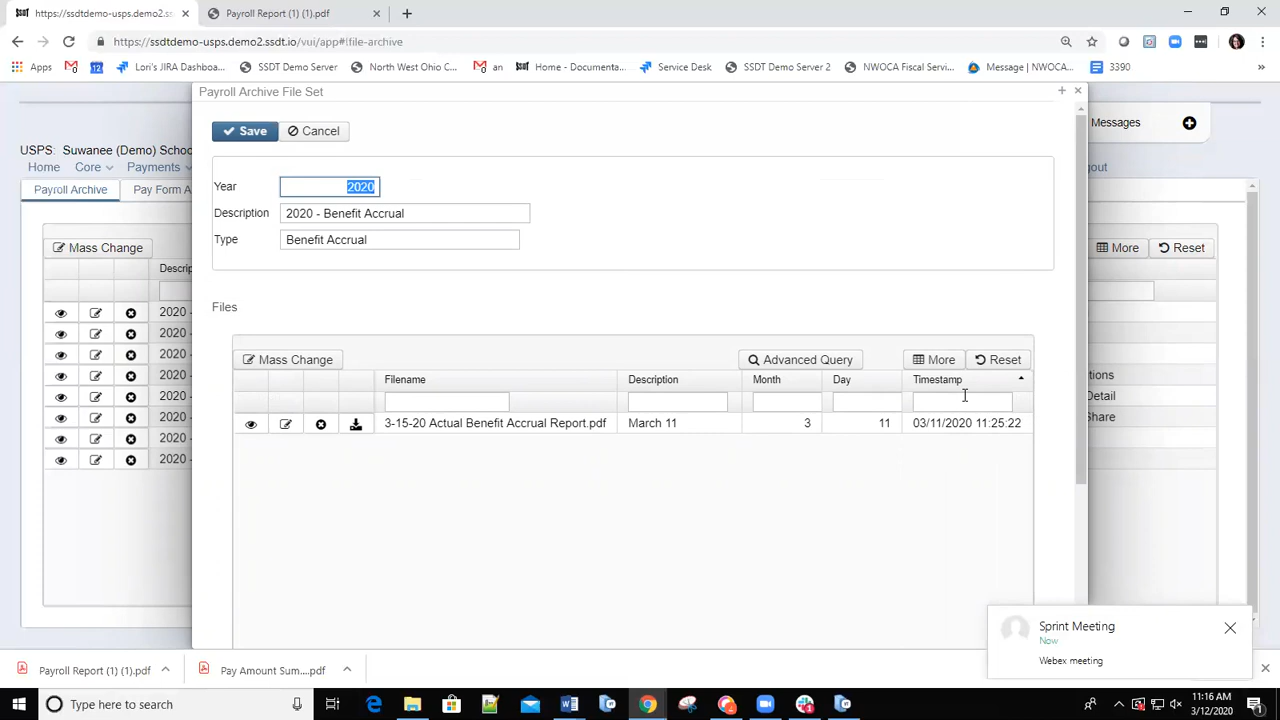 https://ssdtdemo-usps.demo2.ss
Payroll Report (1) (1).pdf
https://ssdtdemo-usps.demo2.ssdt.io/vui/app#!file-archive
Apps
Lori's JIRA Dashboa...
SSDT Demo Server
North West Ohio C...
an
Home - Documenta...
Service Desk
SSDT Demo Server 2
NWOCA Fiscal Servi...
Message | NWOCA...
3390
»
Payroll Archive File Set
Save
Cancel
Messages
USPS: Suwanee (Demo) Schoo
Home
Core
Payments
out
Payroll Archive
Pay Form A
Year
2020
Description
2020 - Benefit Accrual
Type
Benefit Accrual
Mass Change
More
Reset
Descrip
2020 -
2020 -
2020 -
2020 -
2020 -
2020 -
2020 -
2020 -
tions
Detail
Share
Files
Mass Change
Advanced Query
More
Reset
Filename
Description
Month
Day
Timestamp
3-15-20 Actual Benefit Accrual Report.pdf
March 11
3
11
03/11/2020 11:25:22
Sprint Meeting
Now
Webex meeting
Payroll Report (1) (1).pdf
Pay Amount Sum....pdf
Type here to search
11:16 AM
3/12/2020